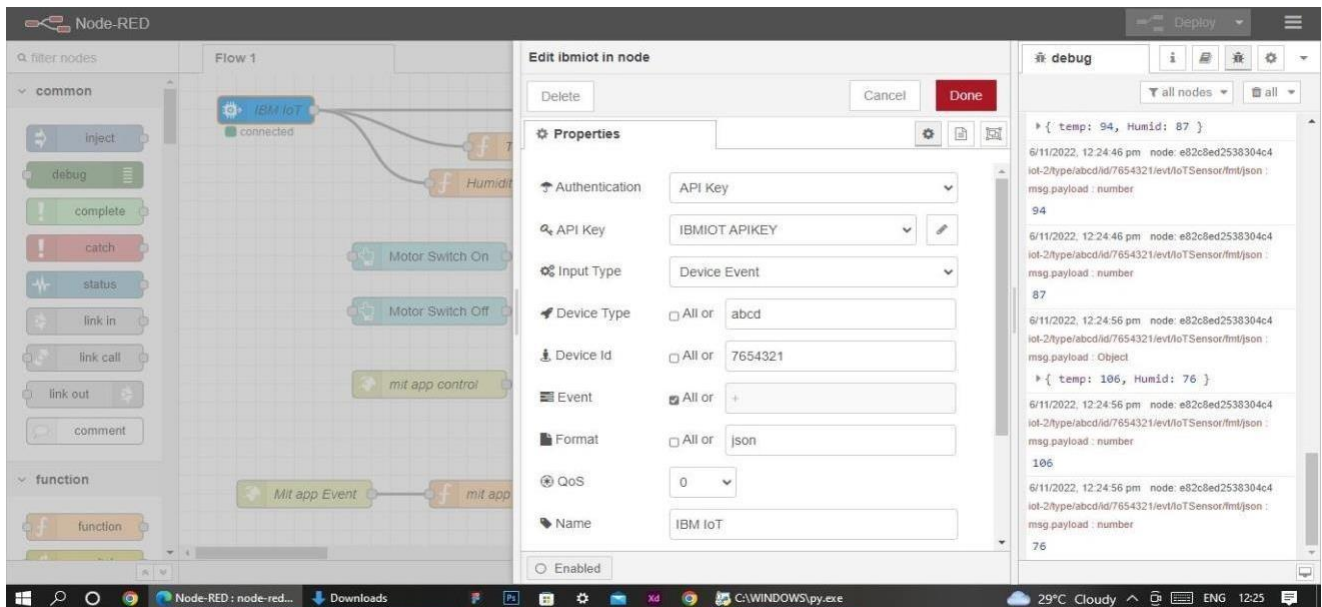 Node-RED
Deploy
filter nodes
common
inject
debug
complete
catch
status
link in
link call
link out
comment
function
function
Flow 1
IBM IoT
connected
T
Humidit
Motor Switch On
Motor Switch Off
mit app control
Mit app Event
mit app
Edit ibmiot in node
Delete
Cancel
Done
Properties
Authentication
API Key
API Key
IBMIOT APIKEY
Input Type
Device Event
Device Type
All or
abcd
Device Id
All or
7654321
Event
All or
+
Format
All or
json
QoS
0
Name
IBM IoT
Enabled
debug
i
all nodes
all
{ temp: 94, Humid: 87 }
6/11/2022, 12:24:46 pm node: e82c8ed2538304c4
iot-2/type/abcd/id/7654321/evt/IoTSensor/fmt/json :
msg.payload : number
94
6/11/2022, 12:24:46 pm node: e82c8ed2538304c4
iot-2/type/abcd/id/7654321/evt/IoTSensor/fmt/json :
msg.payload : number
87
6/11/2022, 12:24:56 pm node: e82c8ed2538304c4
iot-2/type/abcd/id/7654321/evt/IoTSensor/fmt/json :
msg.payload : Object
{ temp: 106, Humid: 76 }
6/11/2022, 12:24:56 pm node: e82c8ed2538304c4
iot-2/type/abcd/id/7654321/evt/IoTSensor/fmt/json :
msg.payload : number
106
6/11/2022, 12:24:56 pm node: e82c8ed2538304c4
iot-2/type/abcd/id/7654321/evt/IoTSensor/fmt/json :
msg.payload : number
76
Node-RED : node-red...
Downloads
Ps
Xd
C:\WINDOWS\py.exe
29°C Cloudy
ENG
12:25